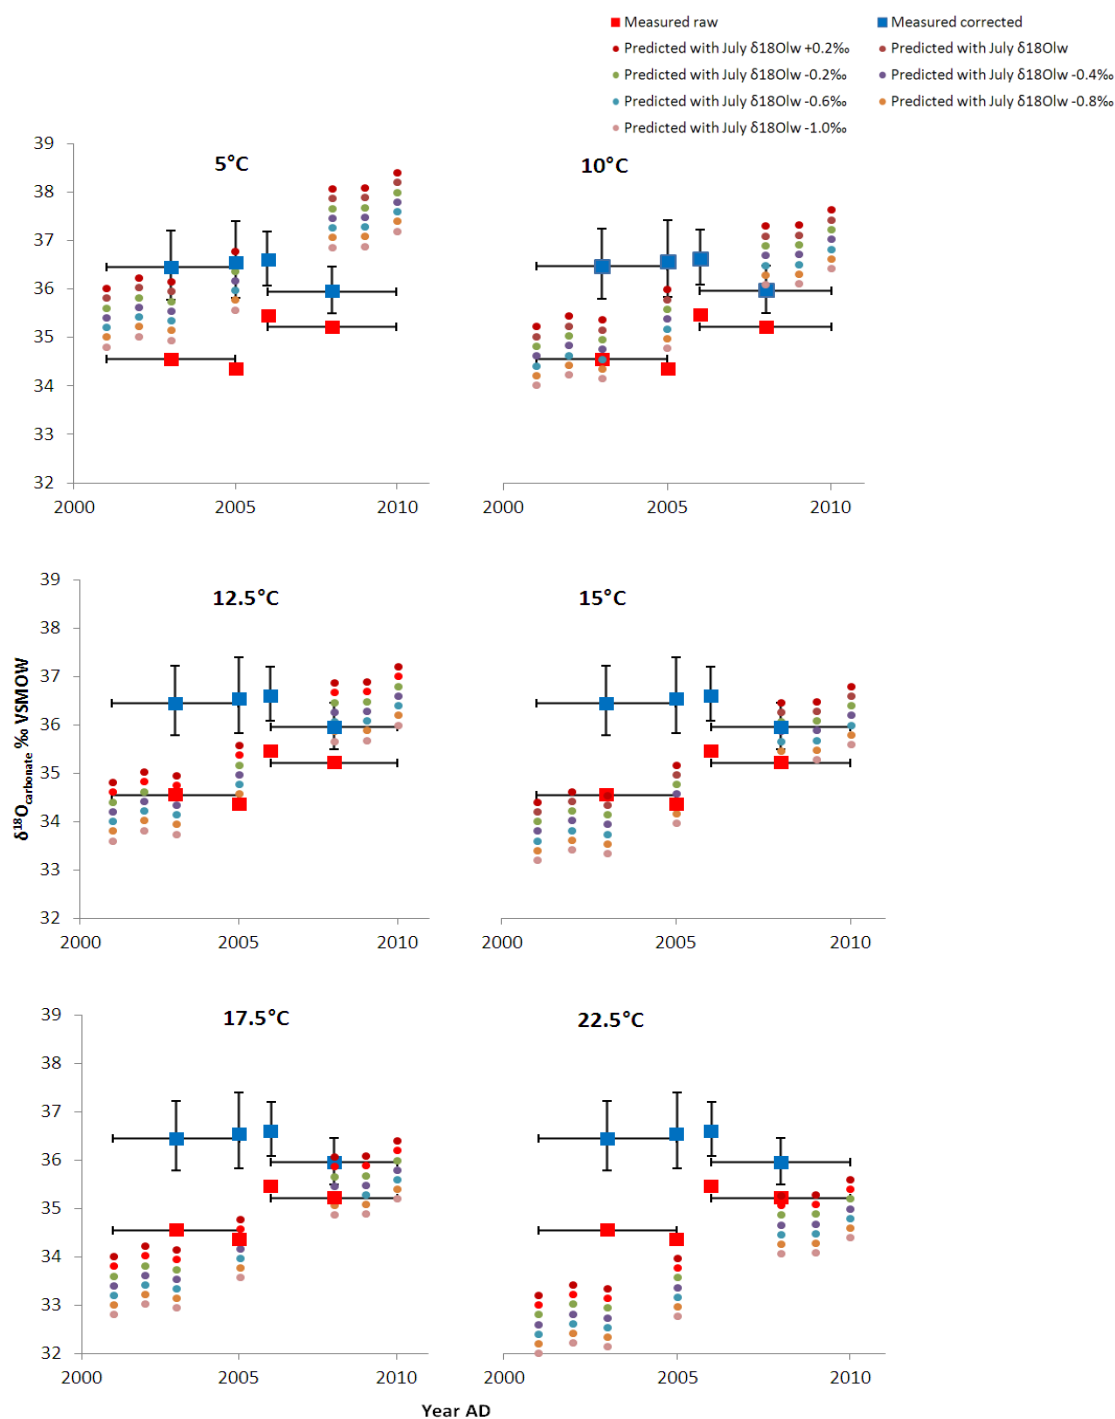 Measured raw
Measured corrected
Predicted with July δ18Olw +0.2‰
Predicted with July δ18Olw
Predicted with July δ18Olw -0.2‰
Predicted with July δ18Olw -0.4‰
Predicted with July δ18Olw -0.6‰
Predicted with July δ18Olw -0.8‰
Predicted with July δ18Olw -1.0‰
5°C
39
38
37
36
35
34
33
32
2000
2005
2010
10°C
2000
2005
2010
δ¹⁸Ocarbonate ‰ VSMOW
12.5°C
39
38
37
36
35
34
33
32
2000
2005
2010
15°C
2000
2005
2010
17.5°C
39
38
37
36
35
34
33
32
2000
2005
2010
22.5°C
2000
2005
2010
Year AD